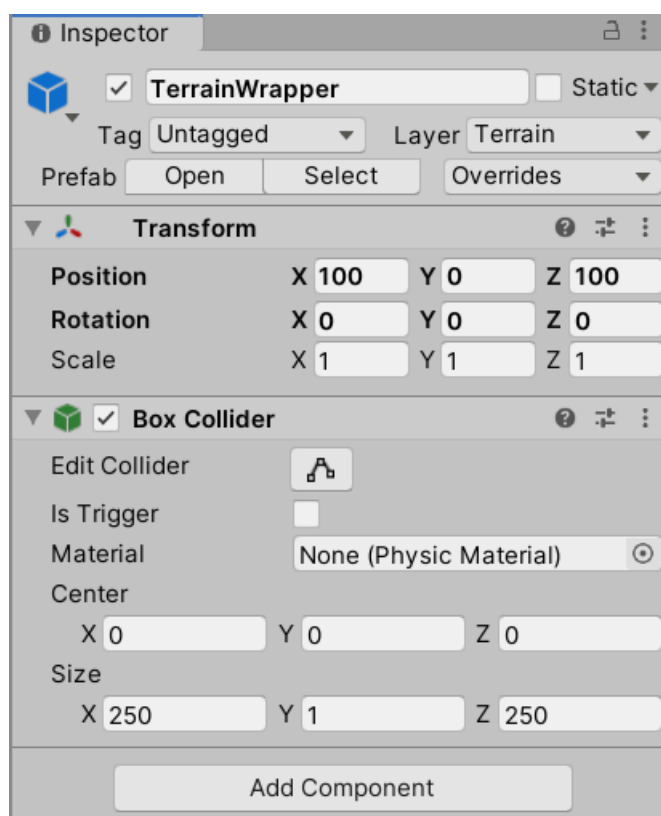 Inspector
TerrainWrapper Static
Tag Untagged Layer Terrain
Prefab Open Select Overrides
Transform
Position X 100 Y 0 Z 100
Rotation X 0 Y 0 Z 0
Scale X 1 Y 1 Z 1
Box Collider
Edit Collider
Is Trigger
Material None (Physic Material)
Center
X 0 Y 0 Z 0
Size
X 250 Y 1 Z 250
Add Component